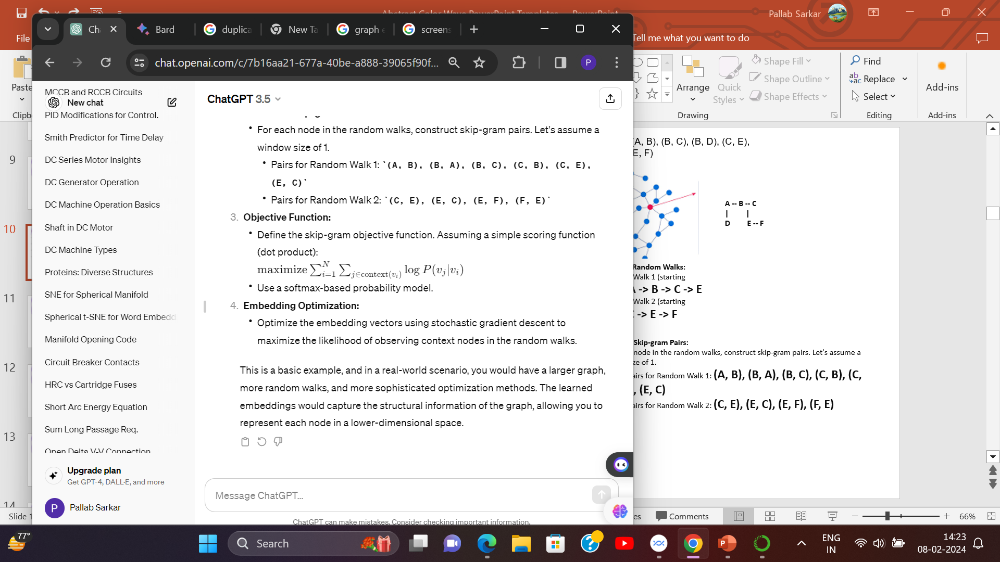 Abstract Color Wave PowerPoint Templates - PowerPoint
Pallab Sarkar
File
Tell me what you want to do
Ch
Bard
duplica
New Ta
graph
screens
chat.openai.com/c/7b16aa21-677a-40be-a888-39065f90f...
P
Paste
Clipb
Arrange
Quick
Styles
Shape Fill
Shape Outline
Shape Effects
Drawing
Find
Replace
Select
Editing
Add-ins
Add-ins
MCCB and RCCB Circuits
New chat
PID Modifications for Control.
Smith Predictor for Time Delay
DC Series Motor Insights
DC Generator Operation
DC Machine Operation Basics
Shaft in DC Motor
DC Machine Types
Proteins: Diverse Structures
SNE for Spherical Manifold
Spherical t-SNE for Word Embedd
Manifold Opening Code
Circuit Breaker Contacts
HRC vs Cartridge Fuses
Short Arc Energy Equation
Sum Long Passage Req.
Open Delta V-V Connection
Upgrade plan
Get GPT-4, DALL·E, and more
P
Pallab Sarkar
ChatGPT 3.5
• For each node in the random walks, construct skip-gram pairs. Let's assume a
window size of 1.
• Pairs for Random Walk 1: `(A, B), (B, A), (B, C), (C, B), (C, E),
(E, C)`
• Pairs for Random Walk 2: `(C, E), (E, C), (E, F), (F, E)`
3. Objective Function:
• Define the skip-gram objective function. Assuming a simple scoring function
(dot product):
maximize ∑_{i=1}^{N} ∑_{j∈context(v_i)} log P(v_j|v_i)
• Use a softmax-based probability model.
4. Embedding Optimization:
• Optimize the embedding vectors using stochastic gradient descent to
maximize the likelihood of observing context nodes in the random walks.
This is a basic example, and in a real-world scenario, you would have a larger graph,
more random walks, and more sophisticated optimization methods. The learned
embeddings would capture the structural information of the graph, allowing you to
represent each node in a lower-dimensional space.
Message ChatGPT...
ChatGPT can make mistakes. Consider checking important information.
9
10
11
12
13
14
(A, B), (B, C), (B, D), (C, E),
E, F)
A -- B -- C
| |
D E -- F
Random Walks:
Walk 1 (starting
-> B -> C -> E
Walk 2 (starting
-> E -> F
Skip-gram Pairs:
node in the random walks, construct skip-gram pairs. Let's assume a
ze of 1.
airs for Random Walk 1: (A, B), (B, A), (B, C), (C, B), (C,
, (E, C)
airs for Random Walk 2: (C, E), (E, C), (E, F), (F, E)
Slide 1
es
Comments
66%
77°
Search
ENG
IN
14:23
08-02-2024